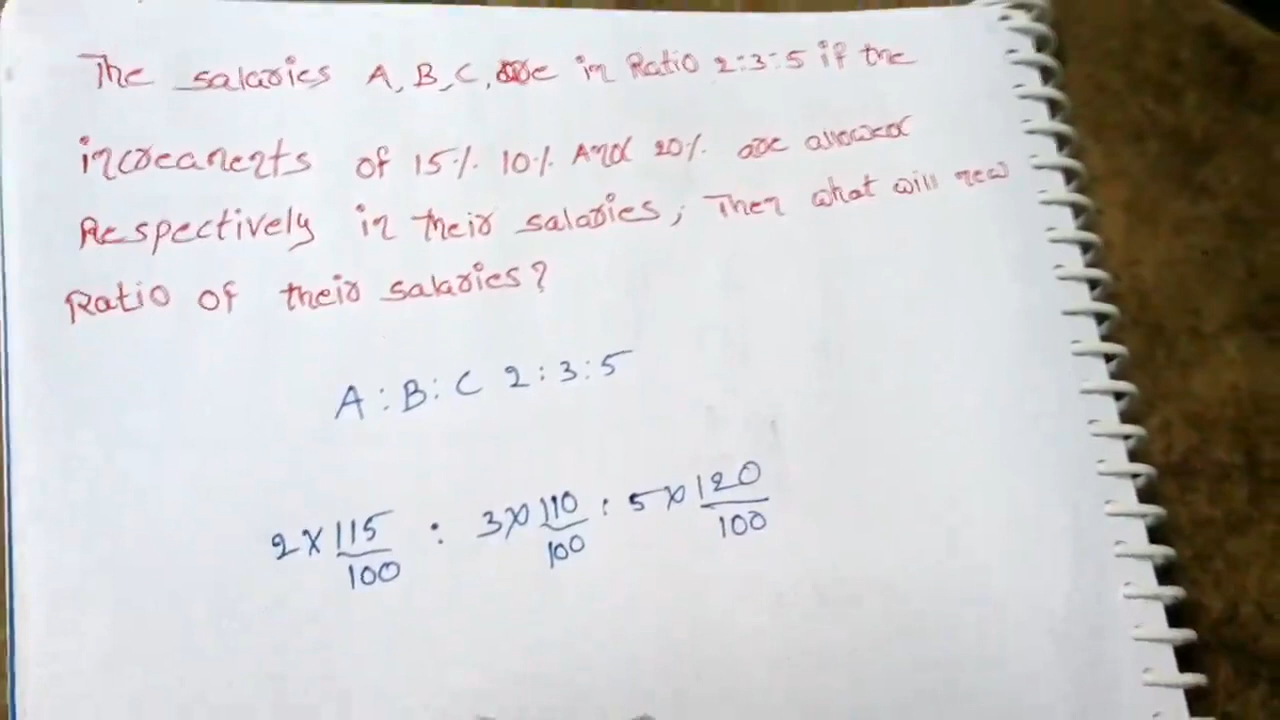 The salaries A, B, C, are in Ratio 2:3:5 if the
increanents of 15% 10% And 20% are allowed
Respectively in their salaries, Then what will new
Ratio of their salaries?
A : B : C 2 : 3 : 5
2 × 115/100 : 3 × 110/100 : 5 × 120/100